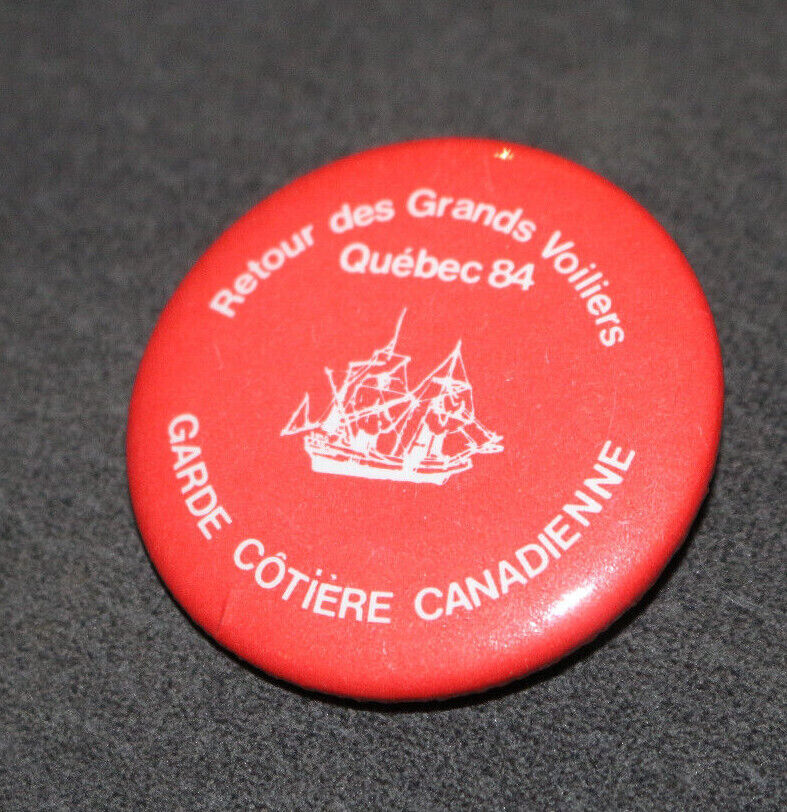 Retour des Grands Voiliers
Québec 84
GARDE CÔTIÈRE CANADIENNE